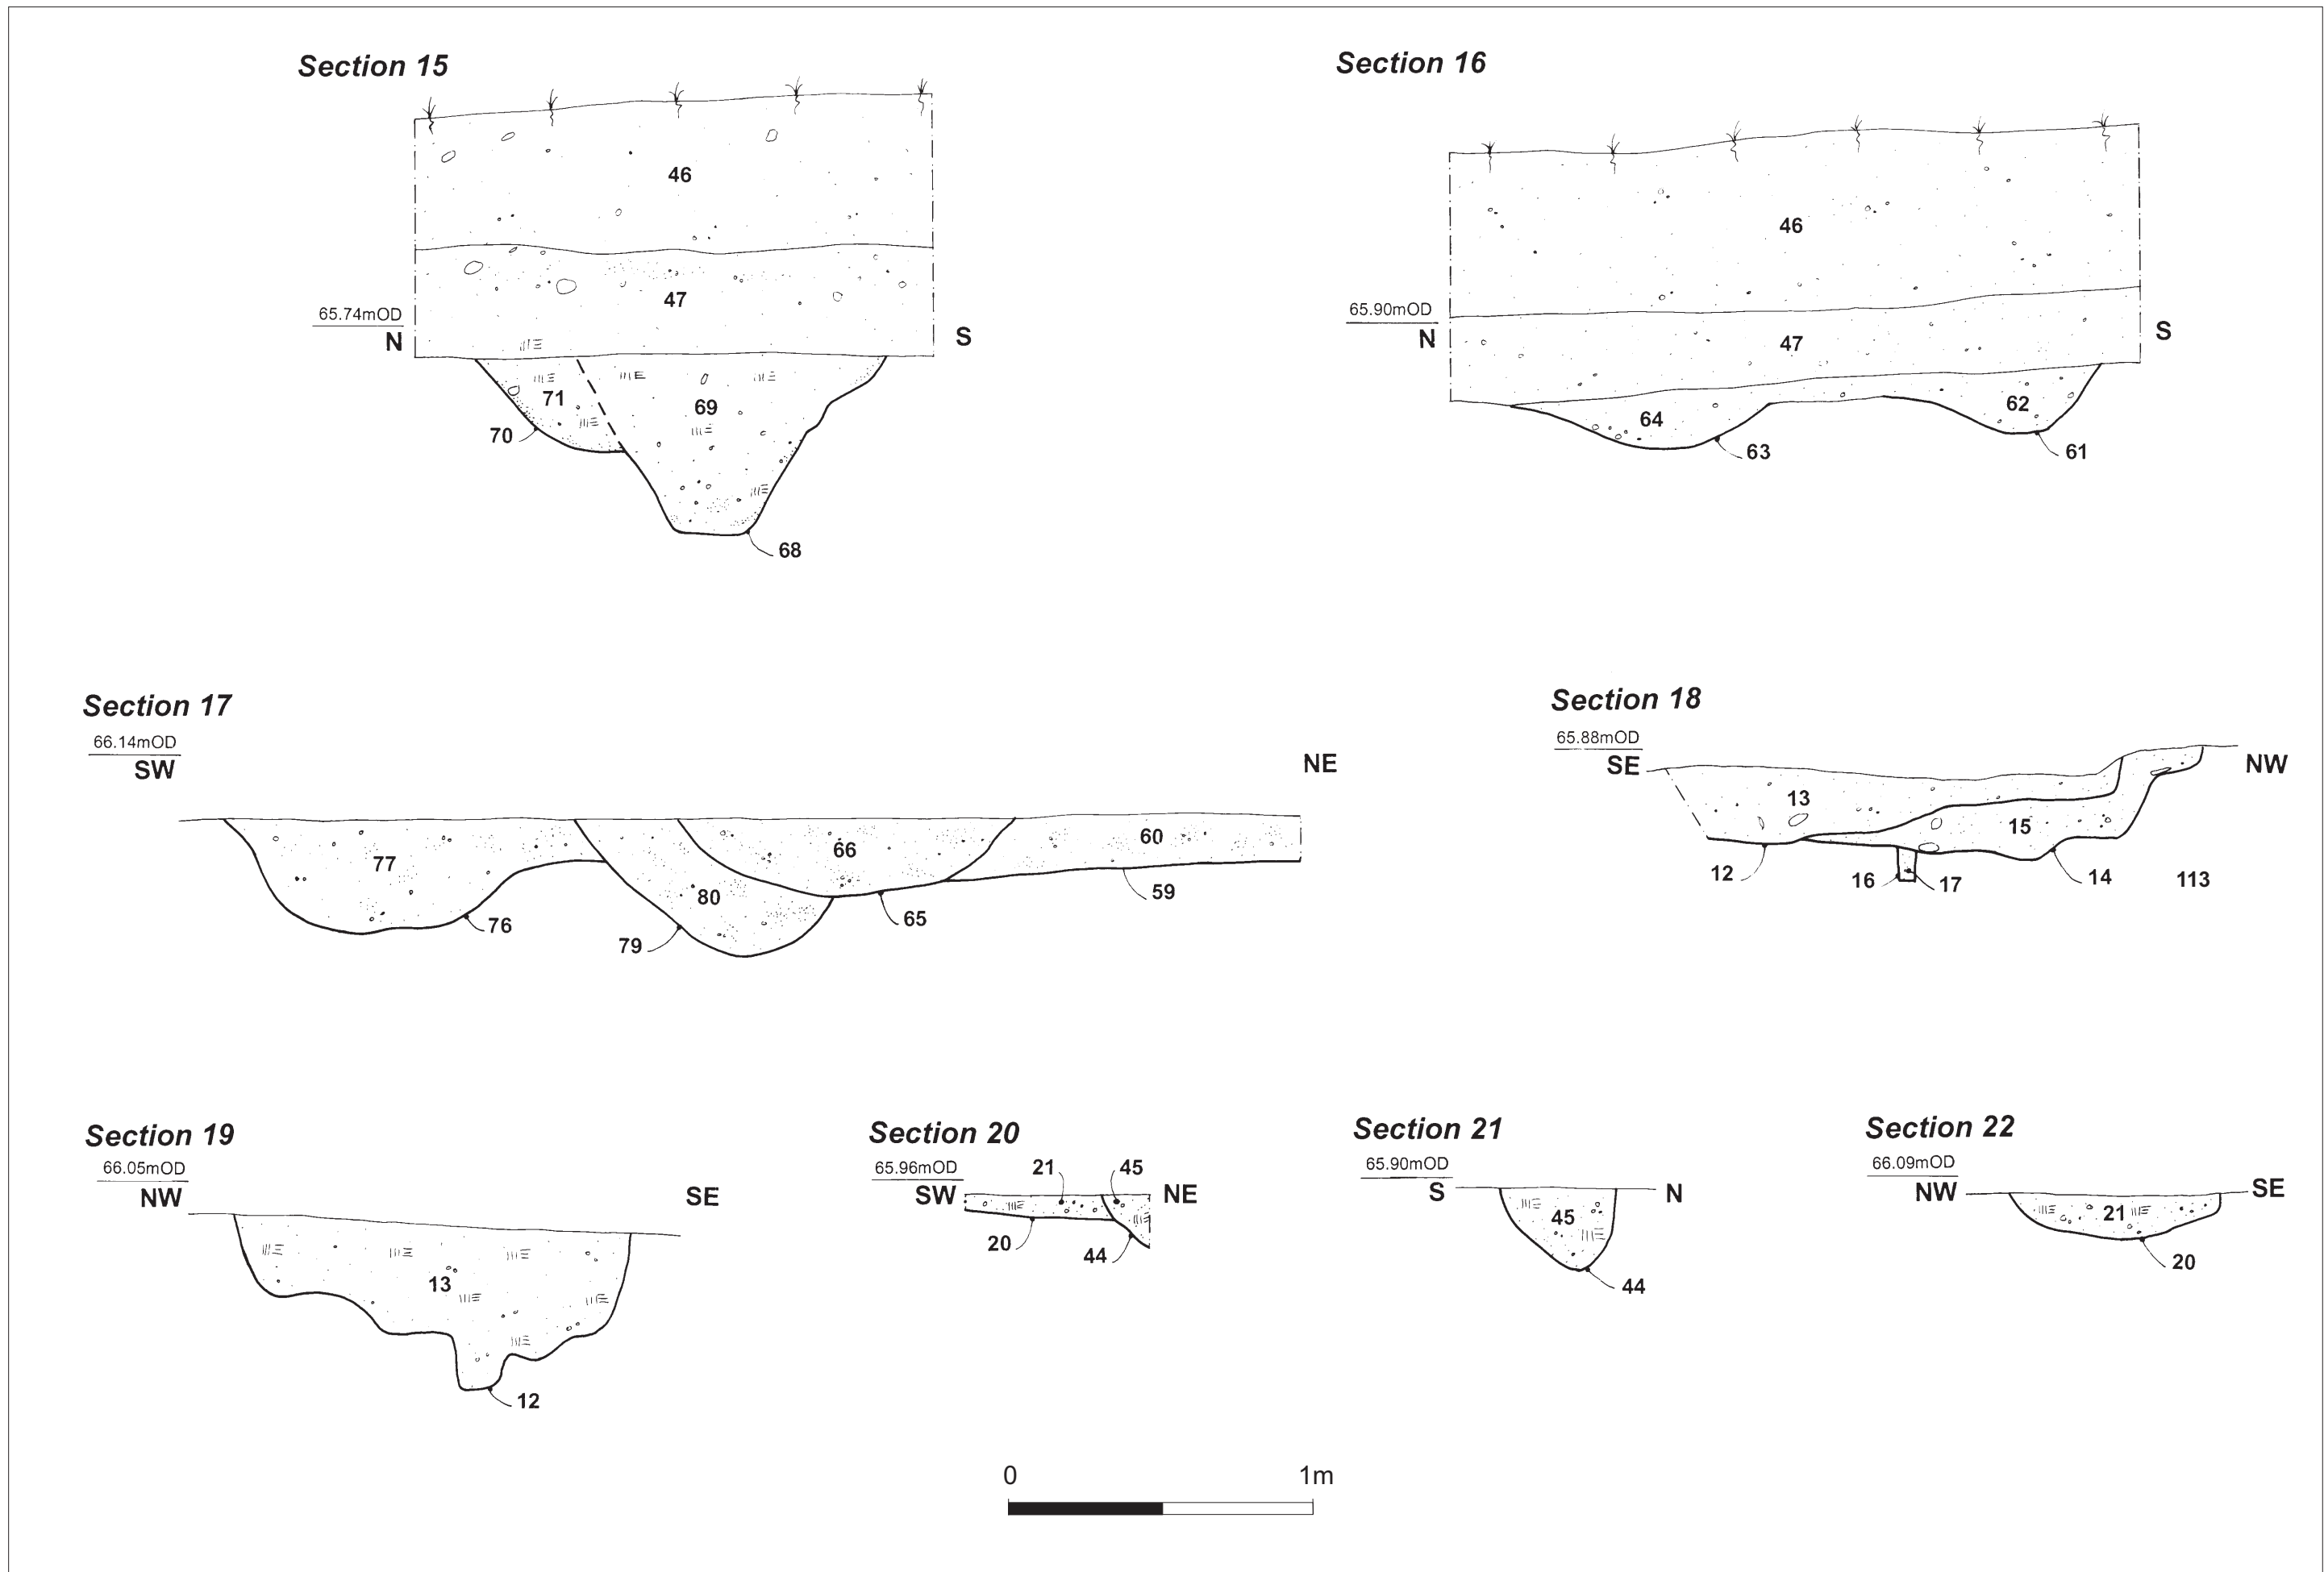 Section 15
46
47
65.74mOD
N
S
71
69
70
68
Section 16
46
65.90mOD
N
S
47
64
62
63
61
Section 17
66.14mOD
SW
NE
77
66
60
80
59
65
76
79
Section 18
65.88mOD
SE
NW
13
15
12
16
17
14
113
Section 19
66.05mOD
NW
SE
13
12
Section 20
65.96mOD
21
45
SW
NE
20
44
Section 21
65.90mOD
S
N
45
44
Section 22
66.09mOD
NW
SE
21
20
0 1m